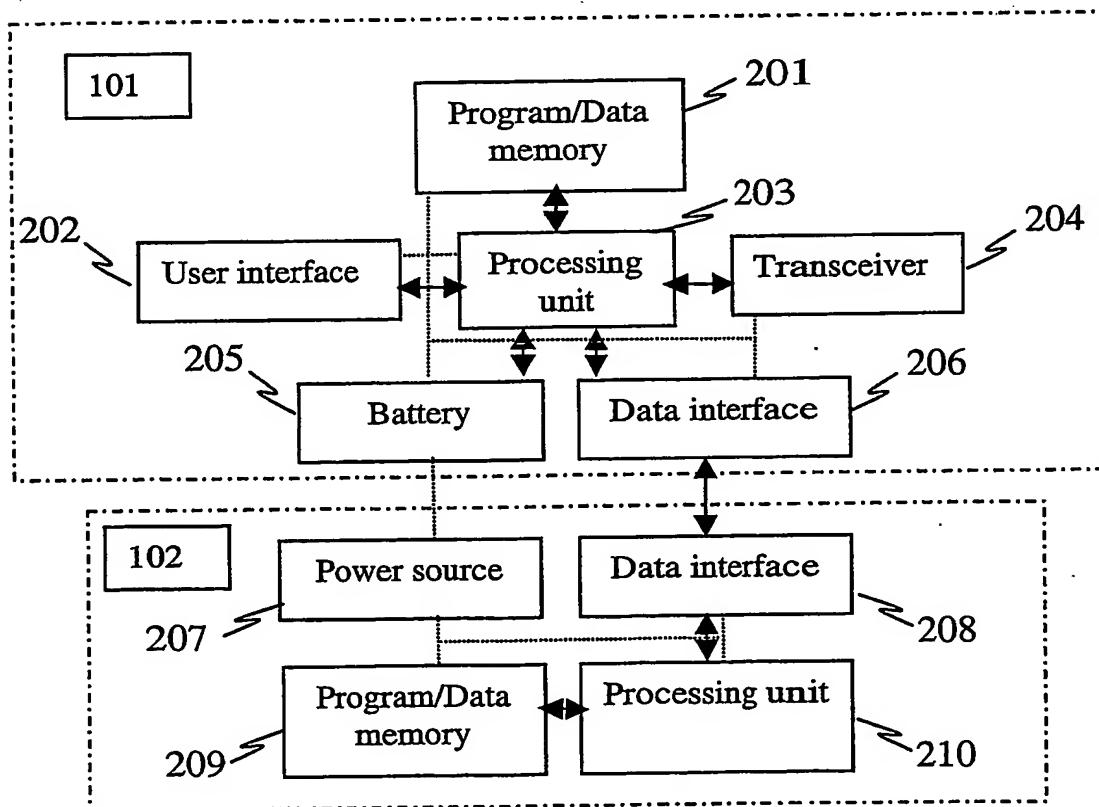 101
201
Program/Data
memory
203
204
202
User interface
Processing
unit
Transceiver
205
206
Battery
Data interface
102
Power source
Data interface
207
208
Program/Data
memory
Processing unit
209
210